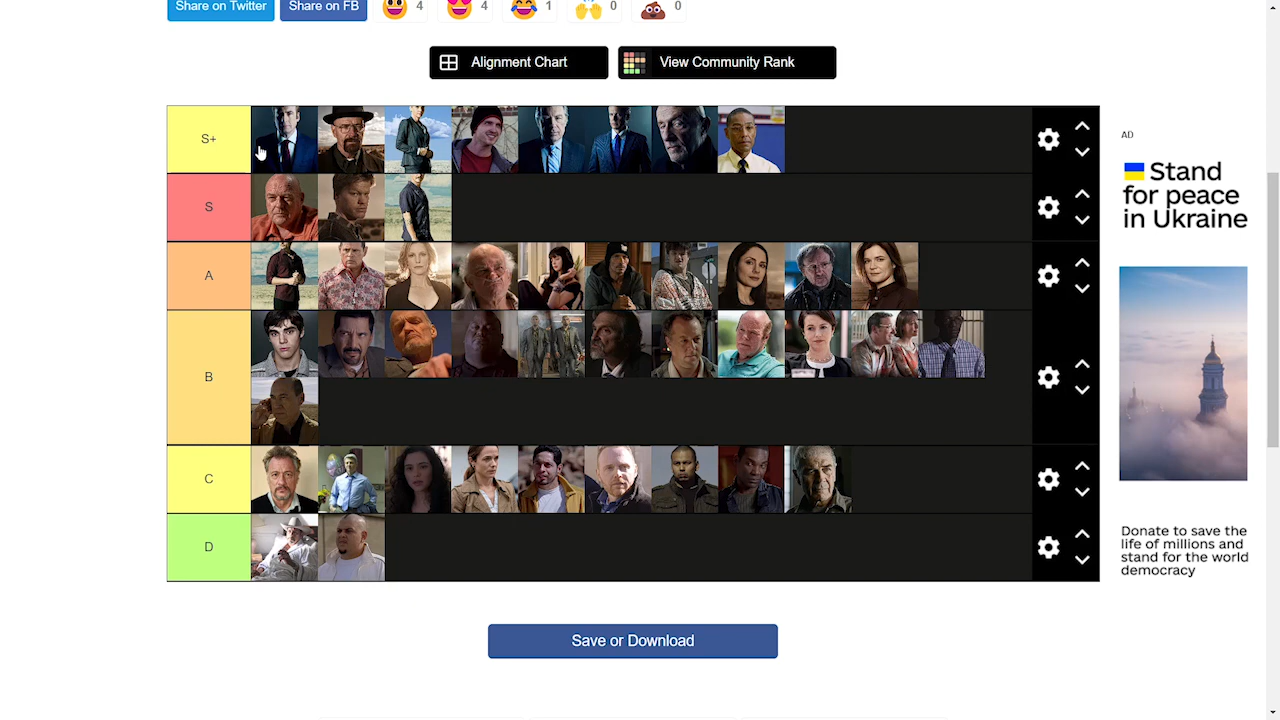 Share on Twitter
Share on FB
4
4
1
0
0
Alignment Chart
View Community Rank
S+
S
A
B
C
D
AD
Stand
for peace
in Ukraine
Donate to save the
life of millions and
stand for the world
democracy
Save or Download